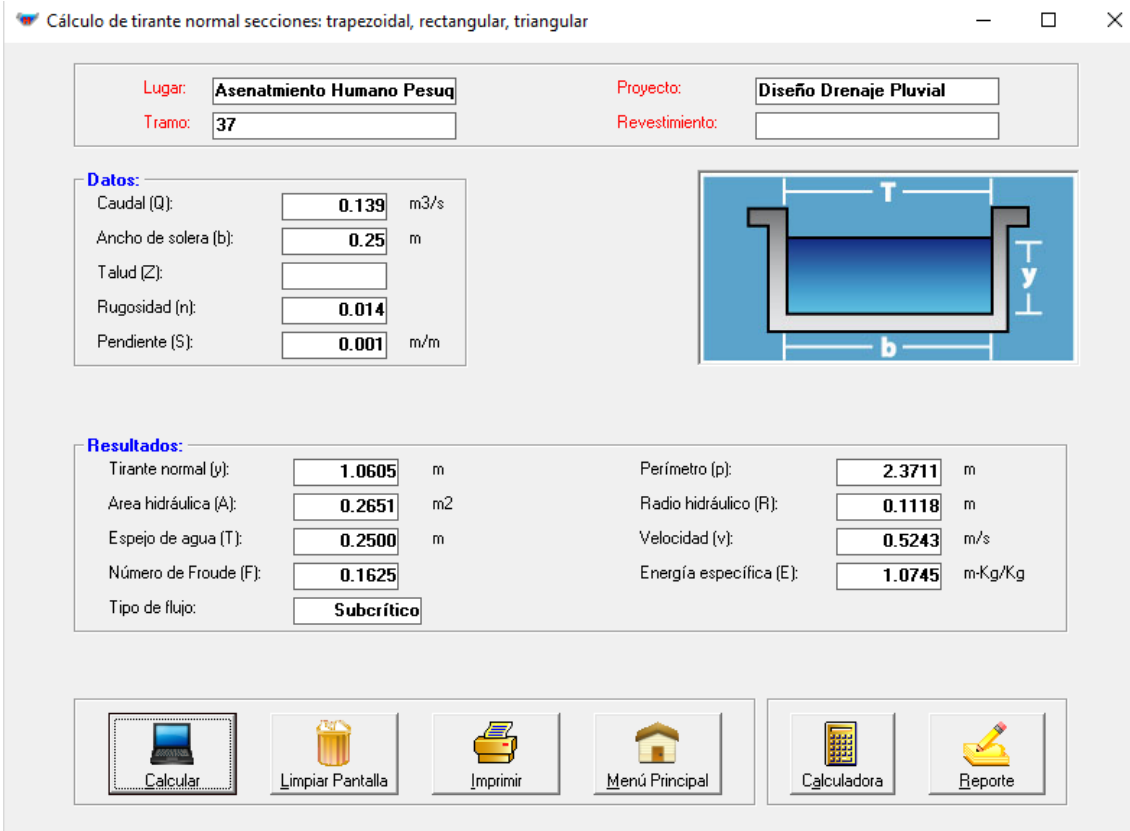 Cálculo de tirante normal secciones: trapezoidal, rectangular, triangular
Lugar: Asenatmiento Humano Pesuq Proyecto: Diseño Drenaje Pluvial
Tramo: 37 Revestimiento:
Datos:
Caudal (Q): 0.139 m3/s
Ancho de solera (b): 0.25 m
Talud (Z):
Rugosidad (n): 0.014
Pendiente (S): 0.001 m/m
T
y
b
Resultados:
Tirante normal (y): 1.0605 m Perímetro (p): 2.3711 m
Area hidráulica (A): 0.2651 m2 Radio hidráulico (R): 0.1118 m
Espejo de agua (T): 0.2500 m Velocidad (v): 0.5243 m/s
Número de Froude (F): 0.1625 Energía específica (E): 1.0745 m-Kg/Kg
Tipo de flujo: Subcrítico
Calcular Limpiar Pantalla Imprimir Menú Principal Calculadora Reporte